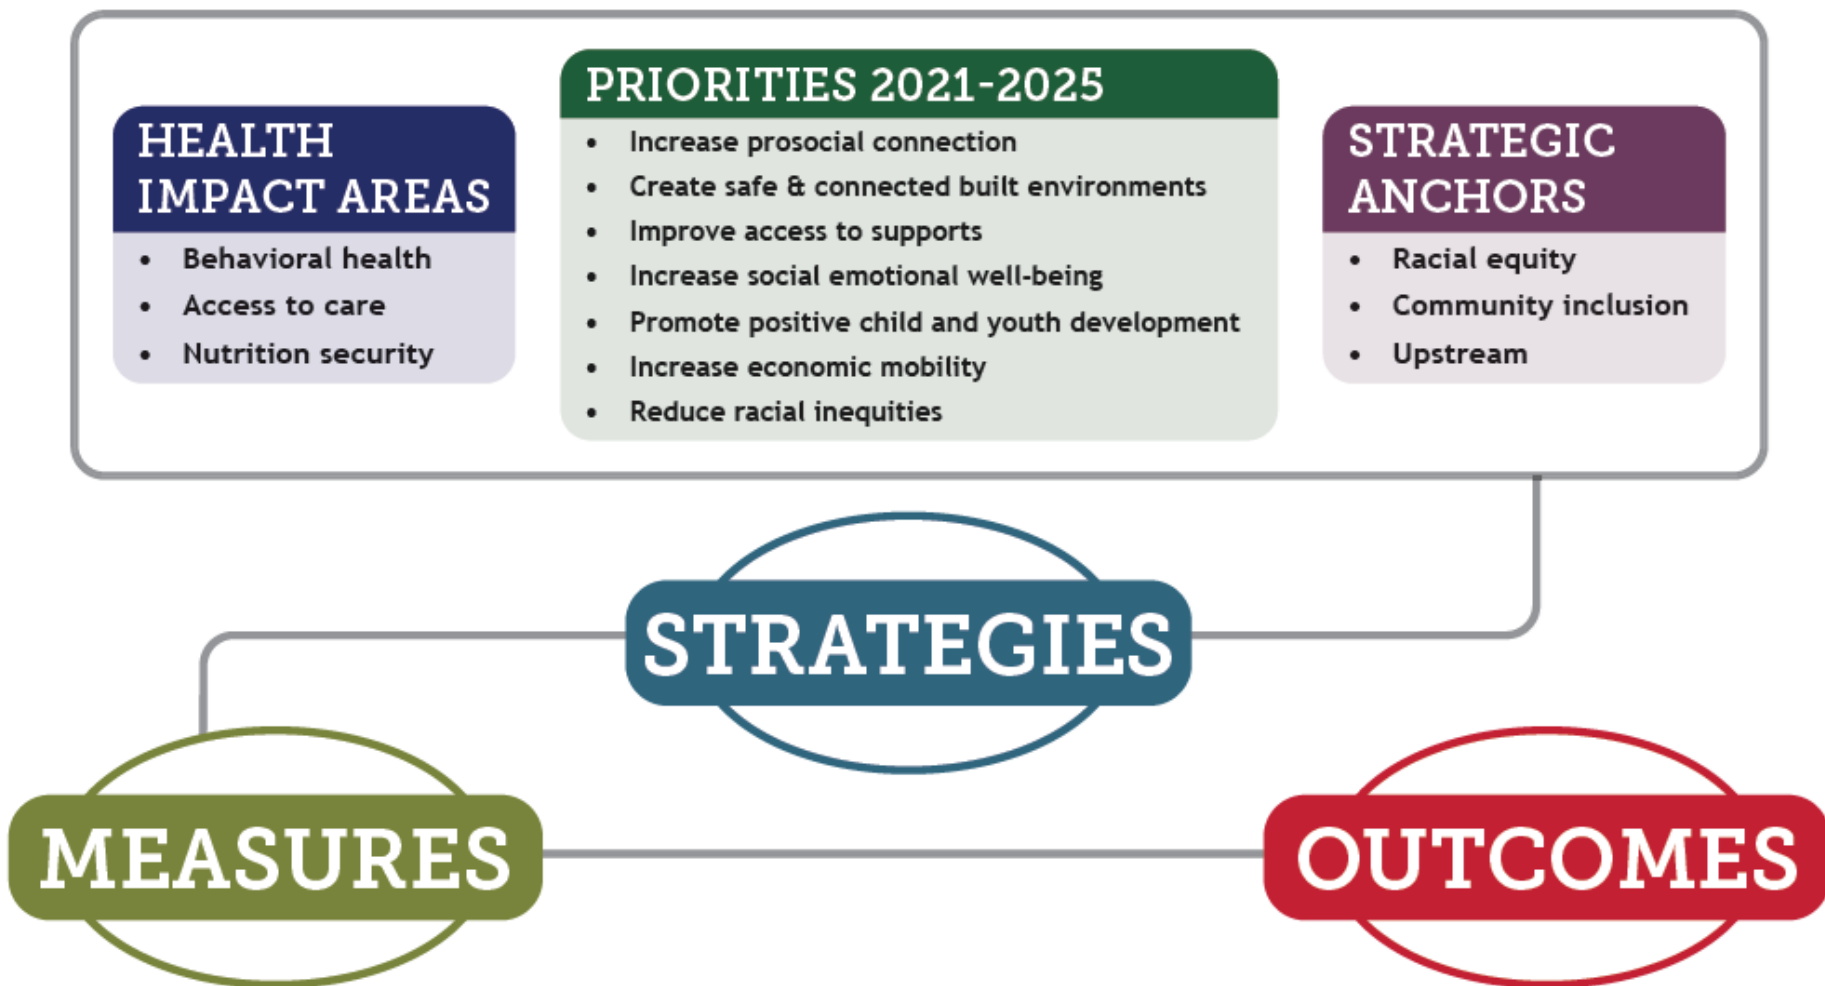 HEALTH
IMPACT AREAS
• Behavioral health
• Access to care
• Nutrition security
PRIORITIES 2021-2025
• Increase prosocial connection
• Create safe & connected built environments
• Improve access to supports
• Increase social emotional well-being
• Promote positive child and youth development
• Increase economic mobility
• Reduce racial inequities
STRATEGIC
ANCHORS
• Racial equity
• Community inclusion
• Upstream
STRATEGIES
MEASURES
OUTCOMES